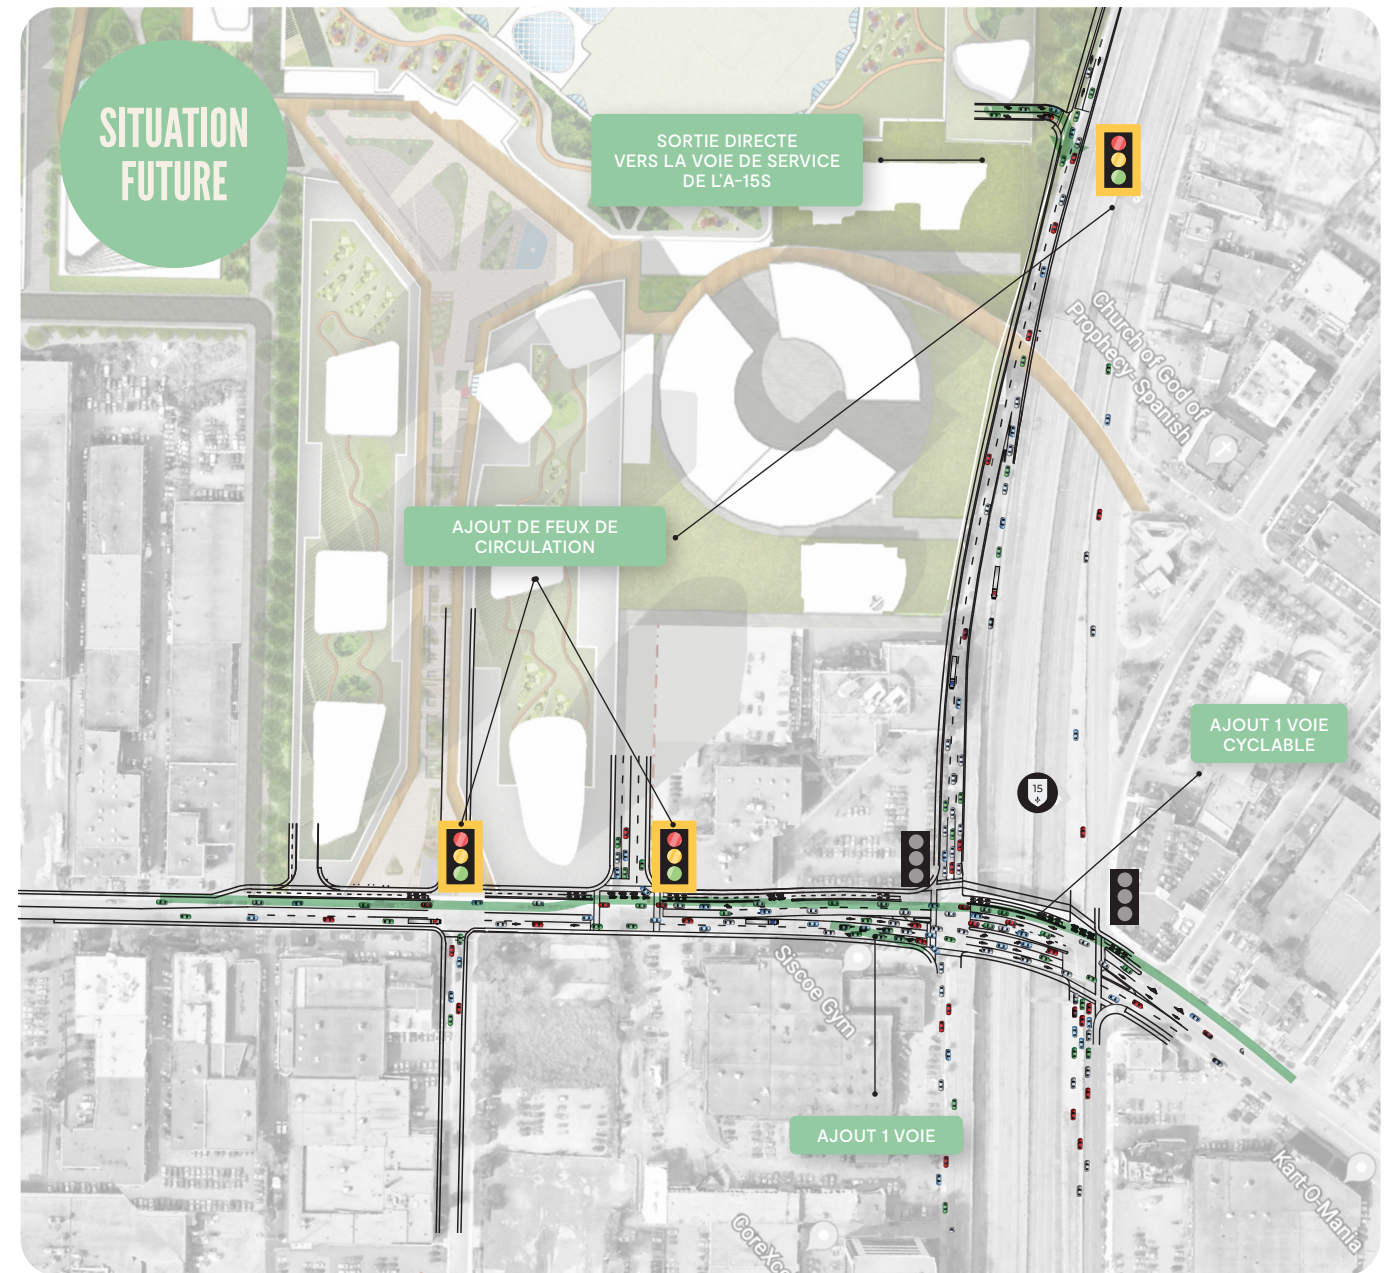 SITUATION
FUTURE
SORTIE DIRECTE
VERS LA VOIE DE SERVICE
DE L'A-15S
Church of God of
Prophecy- Spanish
AJOUT DE FEUX DE
CIRCULATION
AJOUT 1 VOIE
CYCLABLE
15
Siscoe Gym
AJOUT 1 VOIE
Kart-O-Mania
CoreXc